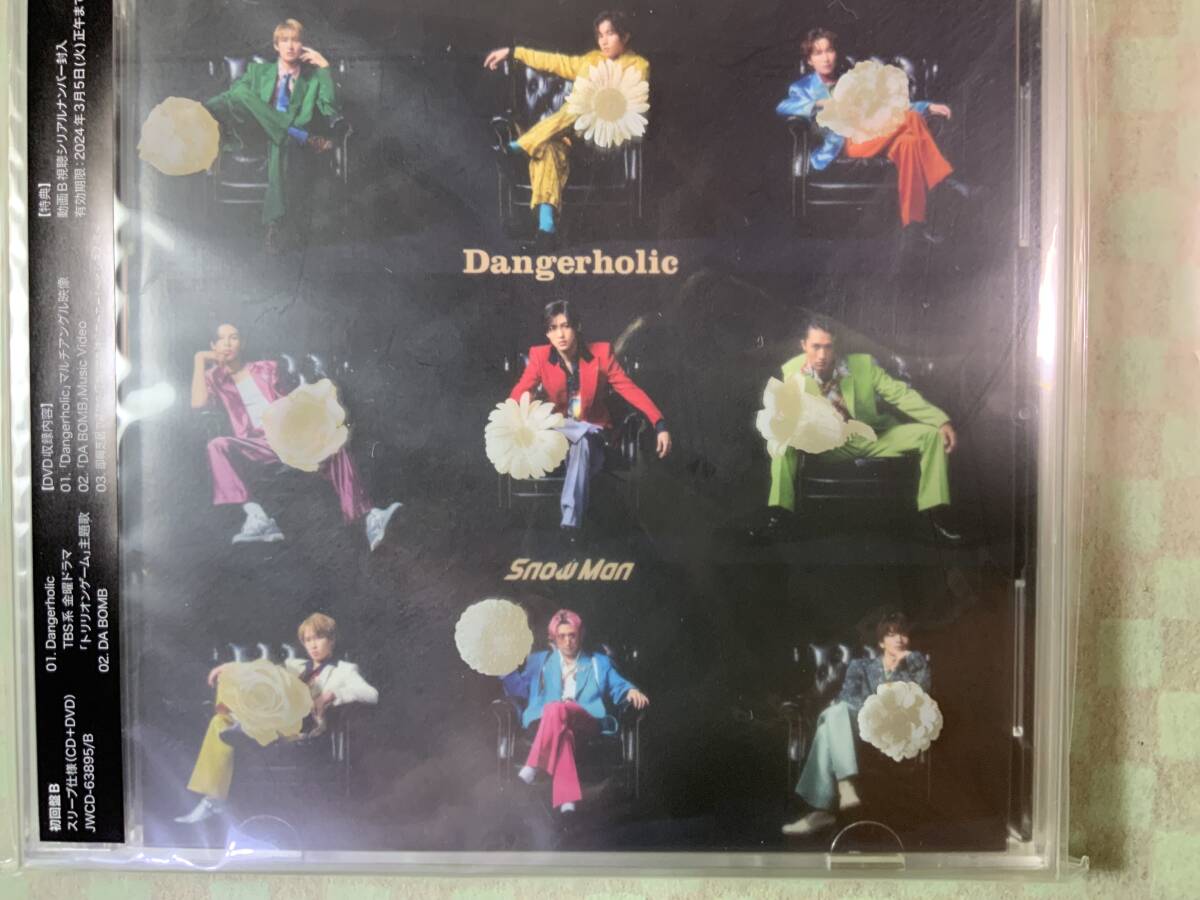 初回盤B
スリーブ仕様(CD+DVD)
JWCD-63895/B
01. Dangerholic
TBS系 金曜ドラマ
「トリリオンゲーム」主題歌
02. DA BOMB
【DVD収録内容】
01.「Dangerholic」マルチアングル映像
02.「DA BOMB」Music Video
03.
【特典】
動画B視聴シリアルナンバー封入
有効期限:2024年3月5日(火)正午まで
Dangerholic
Snow Man